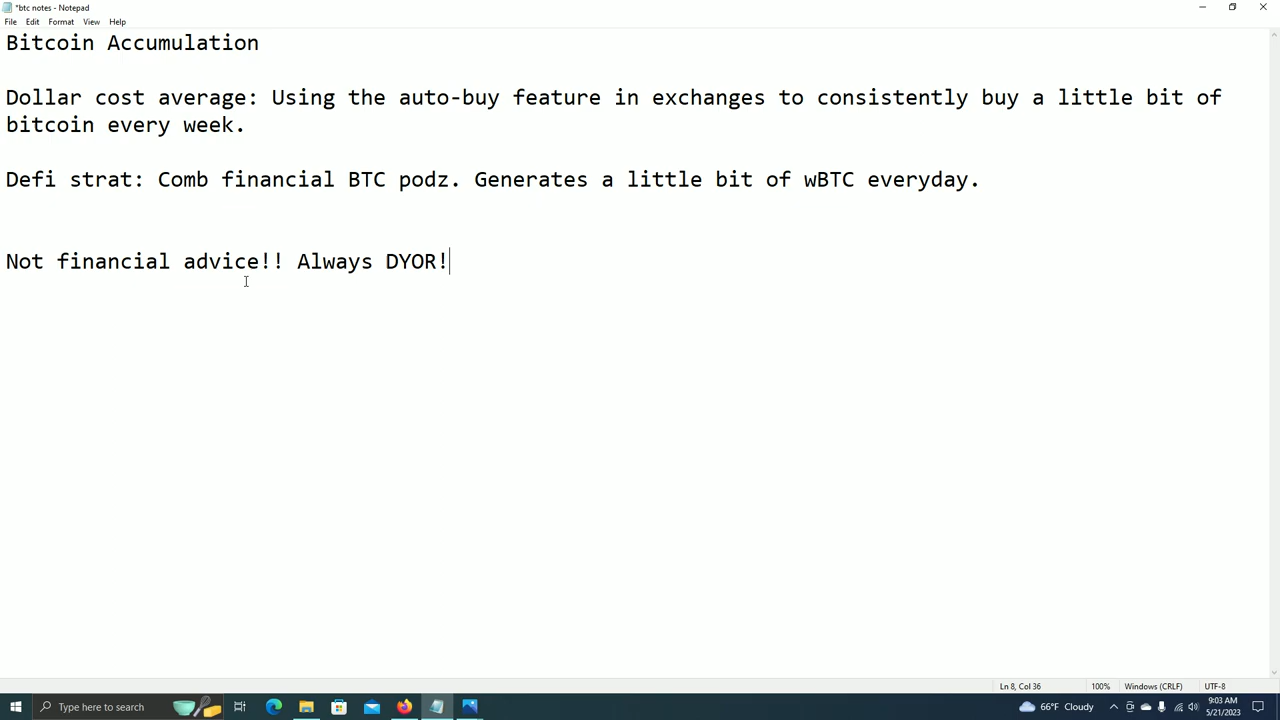 *btc notes - Notepad
File Edit Format View Help
Bitcoin Accumulation
Dollar cost average: Using the auto-buy feature in exchanges to consistently buy a little bit of
bitcoin every week.
Defi strat: Comb financial BTC podz. Generates a little bit of wBTC everyday.
Not financial advice!! Always DYOR!
Ln 8, Col 36 100% Windows (CRLF) UTF-8
Type here to search 66°F Cloudy 9:03 AM
5/21/2023